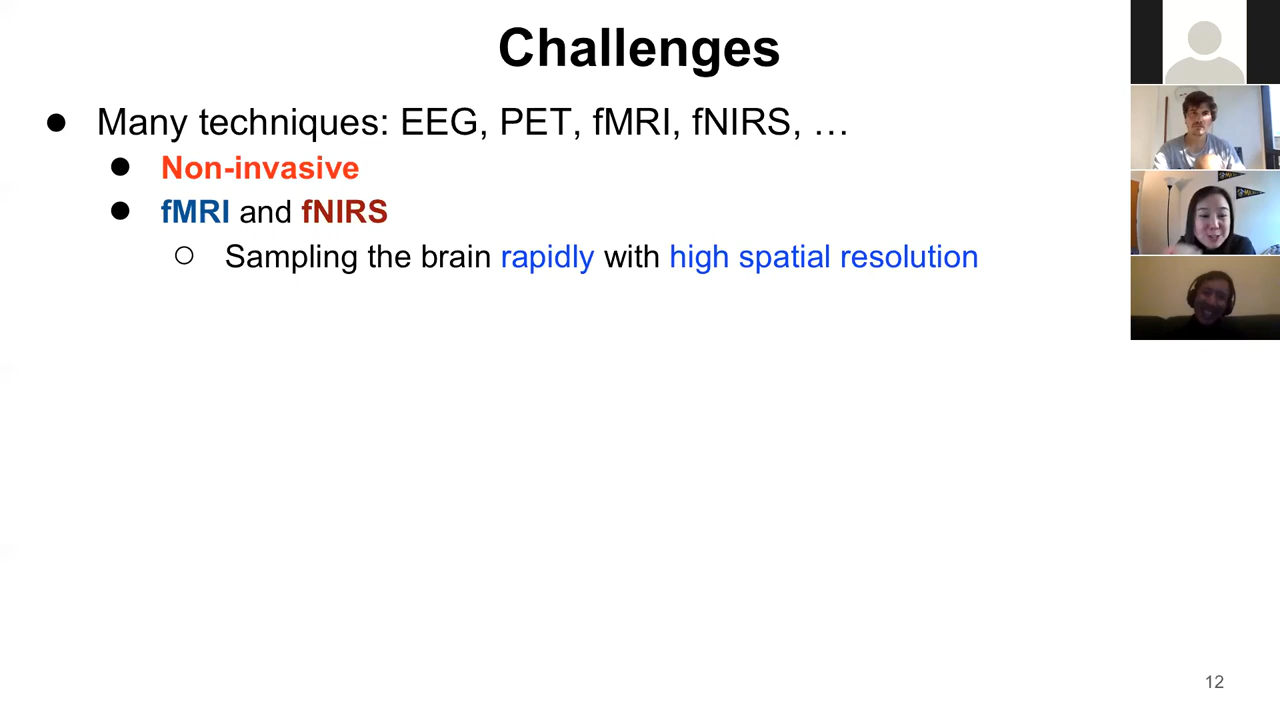 Challenges
● Many techniques: EEG, PET, fMRI, fNIRS, …
● Non-invasive
● fMRI and fNIRS
○ Sampling the brain rapidly with high spatial resolution
12